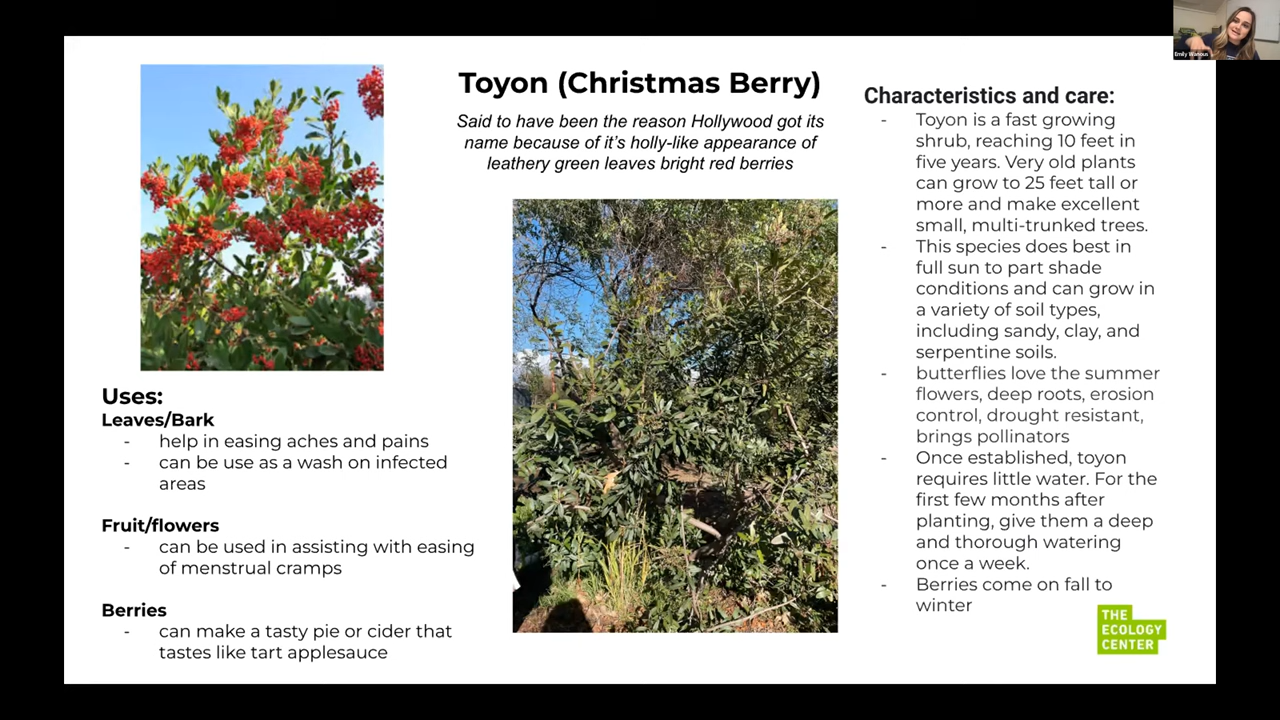 Toyon (Christmas Berry)
Said to have been the reason Hollywood got its
name because of it's holly-like appearance of
leathery green leaves bright red berries
Uses:
Leaves/Bark
- help in easing aches and pains
- can be use as a wash on infected
areas
Fruit/flowers
- can be used in assisting with easing
of menstrual cramps
Berries
- can make a tasty pie or cider that
tastes like tart applesauce
Characteristics and care:
- Toyon is a fast growing
shrub, reaching 10 feet in
five years. Very old plants
can grow to 25 feet tall or
more and make excellent
small, multi-trunked trees.
- This species does best in
full sun to part shade
conditions and can grow in
a variety of soil types,
including sandy, clay, and
serpentine soils.
- butterflies love the summer
flowers, deep roots, erosion
control, drought resistant,
brings pollinators
- Once established, toyon
requires little water. For the
first few months after
planting, give them a deep
and thorough watering
once a week.
- Berries come on fall to
winter
THE
ECOLOGY
CENTER
Emily